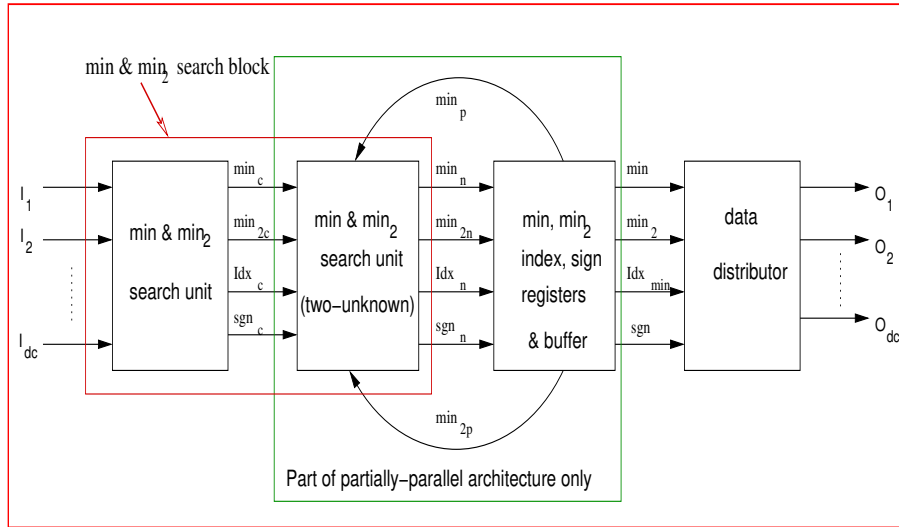 min & min2 search block
min p
I1
I2
Idc
min & min2
search unit
min c
min 2c
Idx c
sgn c
min & min2
search unit
(two-unknown)
min n
min 2n
Idx n
sgn n
min, min2
index, sign
registers
& buffer
min
min 2
Idx min
sgn
data
distributor
O1
O2
Odc
min 2p
Part of partially-parallel architecture only